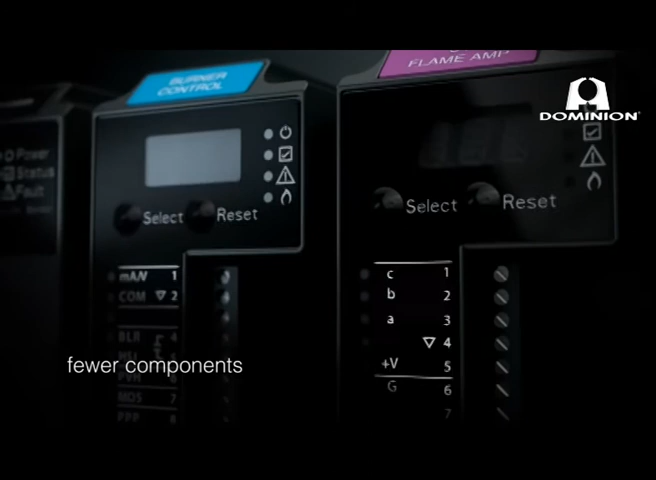 BURNER
CONTROL
FLAME AMP
DOMINION
Power
Status
Fault
Select
Reset
Select
Reset
mA/V 1
COM 2
BLR 4
6
MDS 7
PPP 8
c 1
b 2
a 3
4
+V 5
G 6
7
fewer components